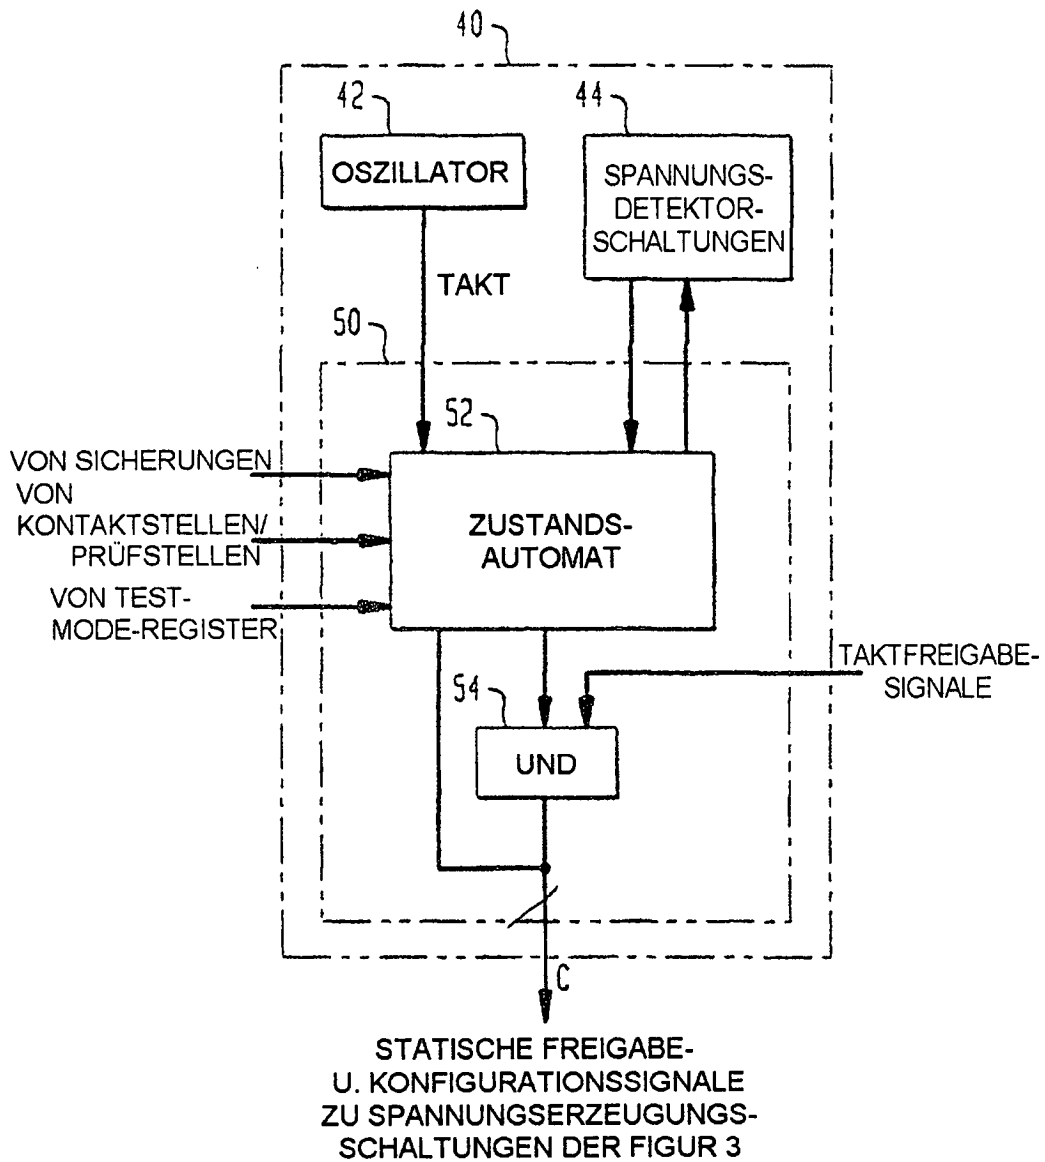 40
42
44
OSZILLATOR
SPANNUNGS-
DETEKTOR-
SCHALTUNGEN
TAKT
50
52
VON SICHERUNGEN
VON
KONTAKTSTELLEN/
PRÜFSTELLEN
VON TEST-
MODE-REGISTER
ZUSTANDS-
AUTOMAT
TAKTFREIGABE-
SIGNALE
54
UND
C
STATISCHE FREIGABE-
U. KONFIGURATIONSSIGNALE
ZU SPANNUNGSERZEUGUNGS-
SCHALTUNGEN DER FIGUR 3